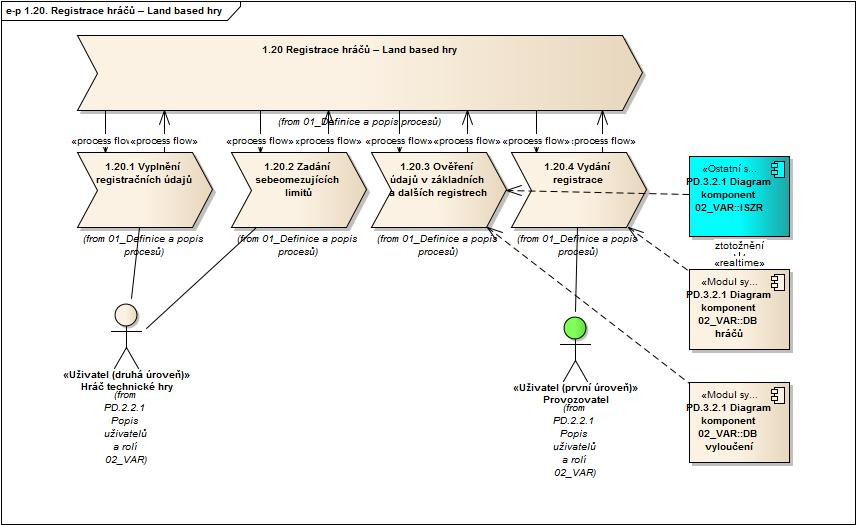 e-p 1.20. Registrace hráčů – Land based hry
1.20 Registrace hráčů – Land based hry
(from 01_Definice a popis procesů)
«process flow» «process flow» «process flow» «process flow» «process flow» «process flow»
1.20.1 Vyplnění
registračních údajů
(from 01_Definice a popis
procesů)
1.20.2 Zadání
sebeomezujících
limitů
(from 01_Definice a popis
procesů)
1.20.3 Ověření
údajů v základních
a dalších registrech
(from 01_Definice a popis
procesů)
1.20.4 Vydání
registrace
(from 01_Definice a popis
procesů)
«Ostatní s...
PD.3.2.1 Diagram
komponent
02_VAR::ISZR
ztotožnění
«realtime»
«Modul sy...
PD.3.2.1 Diagram
komponent
02_VAR::DB
hráčů
«Modul sy...
PD.3.2.1 Diagram
komponent
02_VAR::DB
vyloučení
«Uživatel (druhá úroveň)»
Hráč technické hry
(from
PD.2.2.1
Popis
uživatelů
a rolí
02_VAR)
«Uživatel (první úroveň)»
Provozovatel
(from
PD.2.2.1
Popis
uživatelů
a rolí
02_VAR)